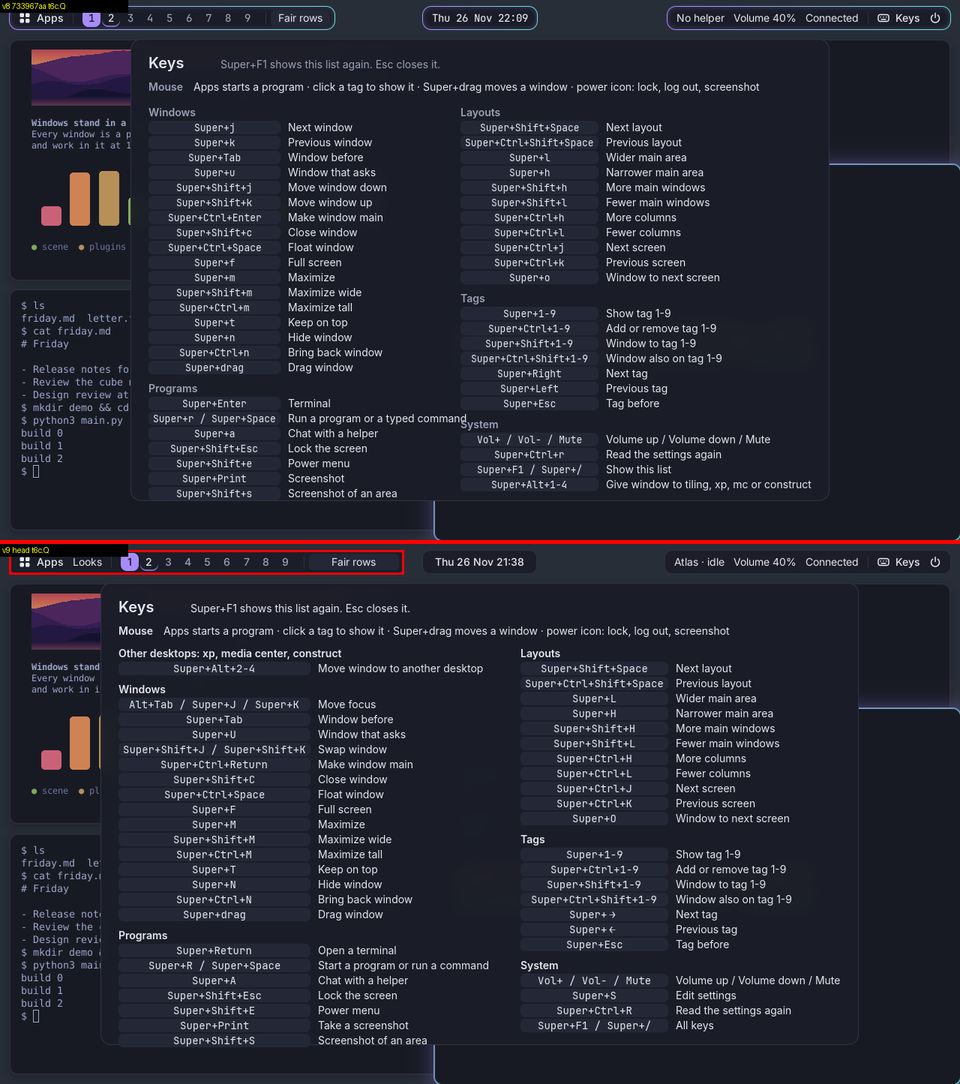 v8 733967aa t6c.Q
Apps 1 2 3 4 5 6 7 8 9 Fair rows
Thu 26 Nov 22:09
No helper Volume 40% Connected Keys
Windows stand in a
Every window is a p
and work in it at 1
scene plugins
$ ls
friday.md letter.
$ cat friday.md
# Friday
- Release notes fo
- Review the cube
- Design review at
$ mkdir demo && cd
$ python3 main.py
build 0
build 1
build 2
$
Keys Super+F1 shows this list again. Esc closes it.
Mouse Apps starts a program · click a tag to show it · Super+drag moves a window · power icon: lock, log out, screenshot
Windows
Super+j Next window
Super+k Previous window
Super+Tab Window before
Super+u Window that asks
Super+Shift+j Move window down
Super+Shift+k Move window up
Super+Ctrl+Enter Make window main
Super+Shift+c Close window
Super+Ctrl+Space Float window
Super+f Full screen
Super+m Maximize
Super+Shift+m Maximize wide
Super+Ctrl+m Maximize tall
Super+t Keep on top
Super+n Hide window
Super+Ctrl+n Bring back window
Super+drag Drag window
Programs
Super+Enter Terminal
Super+r / Super+Space Run a program or a typed command
Super+a Chat with a helper
Super+Shift+Esc Lock the screen
Super+Shift+e Power menu
Super+Print Screenshot
Super+Shift+s Screenshot of an area
Layouts
Super+Shift+Space Next layout
Super+Ctrl+Shift+Space Previous layout
Super+l Wider main area
Super+h Narrower main area
Super+Shift+h More main windows
Super+Shift+l Fewer main windows
Super+Ctrl+h More columns
Super+Ctrl+l Fewer columns
Super+Ctrl+j Next screen
Super+Ctrl+k Previous screen
Super+o Window to next screen
Tags
Super+1-9 Show tag 1-9
Super+Ctrl+1-9 Add or remove tag 1-9
Super+Shift+1-9 Window to tag 1-9
Super+Ctrl+Shift+1-9 Window also on tag 1-9
Super+Right Next tag
Super+Left Previous tag
Super+Esc Tag before
System
Vol+ / Vol- / Mute Volume up / Volume down / Mute
Super+Ctrl+r Read the settings again
Super+F1 / Super+/ Show this list
Super+Alt+1-4 Give window to tiling, xp, mc or construct
v9 head t6c.Q
Apps Looks 1 2 3 4 5 6 7 8 9 Fair rows
Thu 26 Nov 21:38
Atlas · idle Volume 40% Connected Keys
Windows stand
Every window
and work in i
scene pl
$ ls
friday.md let
$ cat friday.
# Friday
- Release note
- Review the
- Design revi
$ mkdir demo
$ python3 mai
build 0
build 1
build 2
$
Keys Super+F1 shows this list again. Esc closes it.
Mouse Apps starts a program · click a tag to show it · Super+drag moves a window · power icon: lock, log out, screenshot
Other desktops: xp, media center, construct
Super+Alt+2-4 Move window to another desktop
Windows
Alt+Tab / Super+J / Super+K Move focus
Super+Tab Window before
Super+U Window that asks
Super+Shift+J / Super+Shift+K Swap window
Super+Ctrl+Return Make window main
Super+Shift+C Close window
Super+Ctrl+Space Float window
Super+F Full screen
Super+M Maximize
Super+Shift+M Maximize wide
Super+Ctrl+M Maximize tall
Super+T Keep on top
Super+N Hide window
Super+Ctrl+N Bring back window
Super+drag Drag window
Programs
Super+Return Open a terminal
Super+R / Super+Space Start a program or run a command
Super+A Chat with a helper
Super+Shift+Esc Lock the screen
Super+Shift+E Power menu
Super+Print Take a screenshot
Super+Shift+S Screenshot of an area
Layouts
Super+Shift+Space Next layout
Super+Ctrl+Shift+Space Previous layout
Super+L Wider main area
Super+H Narrower main area
Super+Shift+H More main windows
Super+Shift+L Fewer main windows
Super+Ctrl+H More columns
Super+Ctrl+L Fewer columns
Super+Ctrl+J Next screen
Super+Ctrl+K Previous screen
Super+O Window to next screen
Tags
Super+1-9 Show tag 1-9
Super+Ctrl+1-9 Add or remove tag 1-9
Super+Shift+1-9 Window to tag 1-9
Super+Ctrl+Shift+1-9 Window also on tag 1-9
Super+→ Next tag
Super+← Previous tag
Super+Esc Tag before
System
Vol+ / Vol- / Mute Volume up / Volume down / Mute
Super+S Edit settings
Super+Ctrl+R Read the settings again
Super+F1 / Super+/ All keys